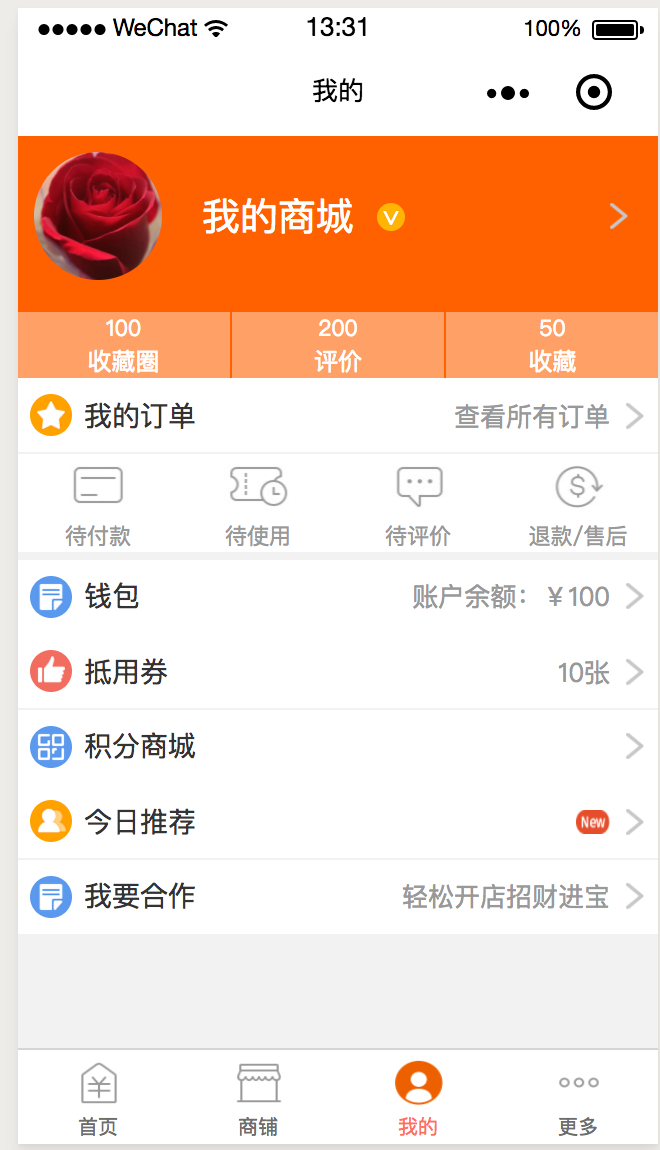 WeChat 13:31 100%
我的
我的商城 V
100 200 50
收藏圈 评价 收藏
我的订单 查看所有订单
待付款 待使用 待评价 退款/售后
钱包 账户余额：￥100
抵用券 10张
积分商城
今日推荐 New
我要合作 轻松开店招财进宝
首页 商铺 我的 更多